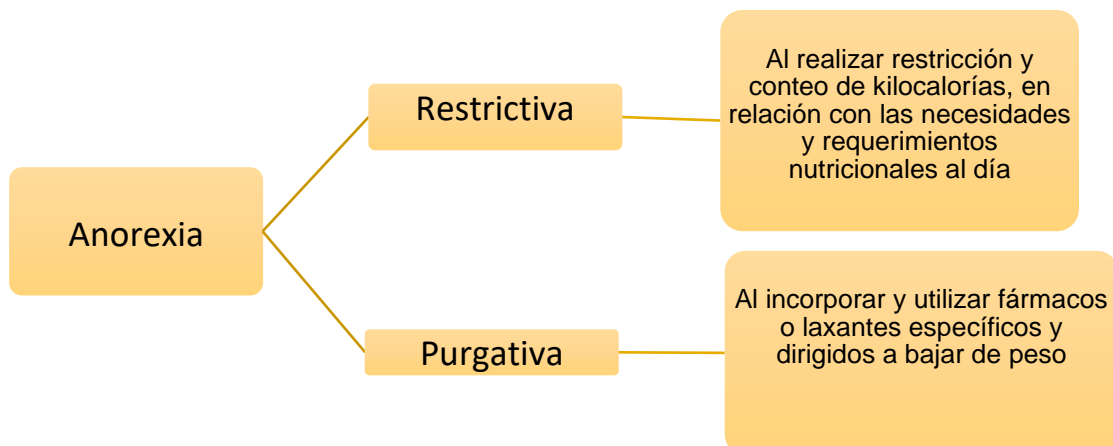 Anorexia
Restrictiva
Al realizar restricción y
conteo de kilocalorías, en
relación con las necesidades
y requerimientos
nutricionales al día
Purgativa
Al incorporar y utilizar fármacos
o laxantes específicos y
dirigidos a bajar de peso